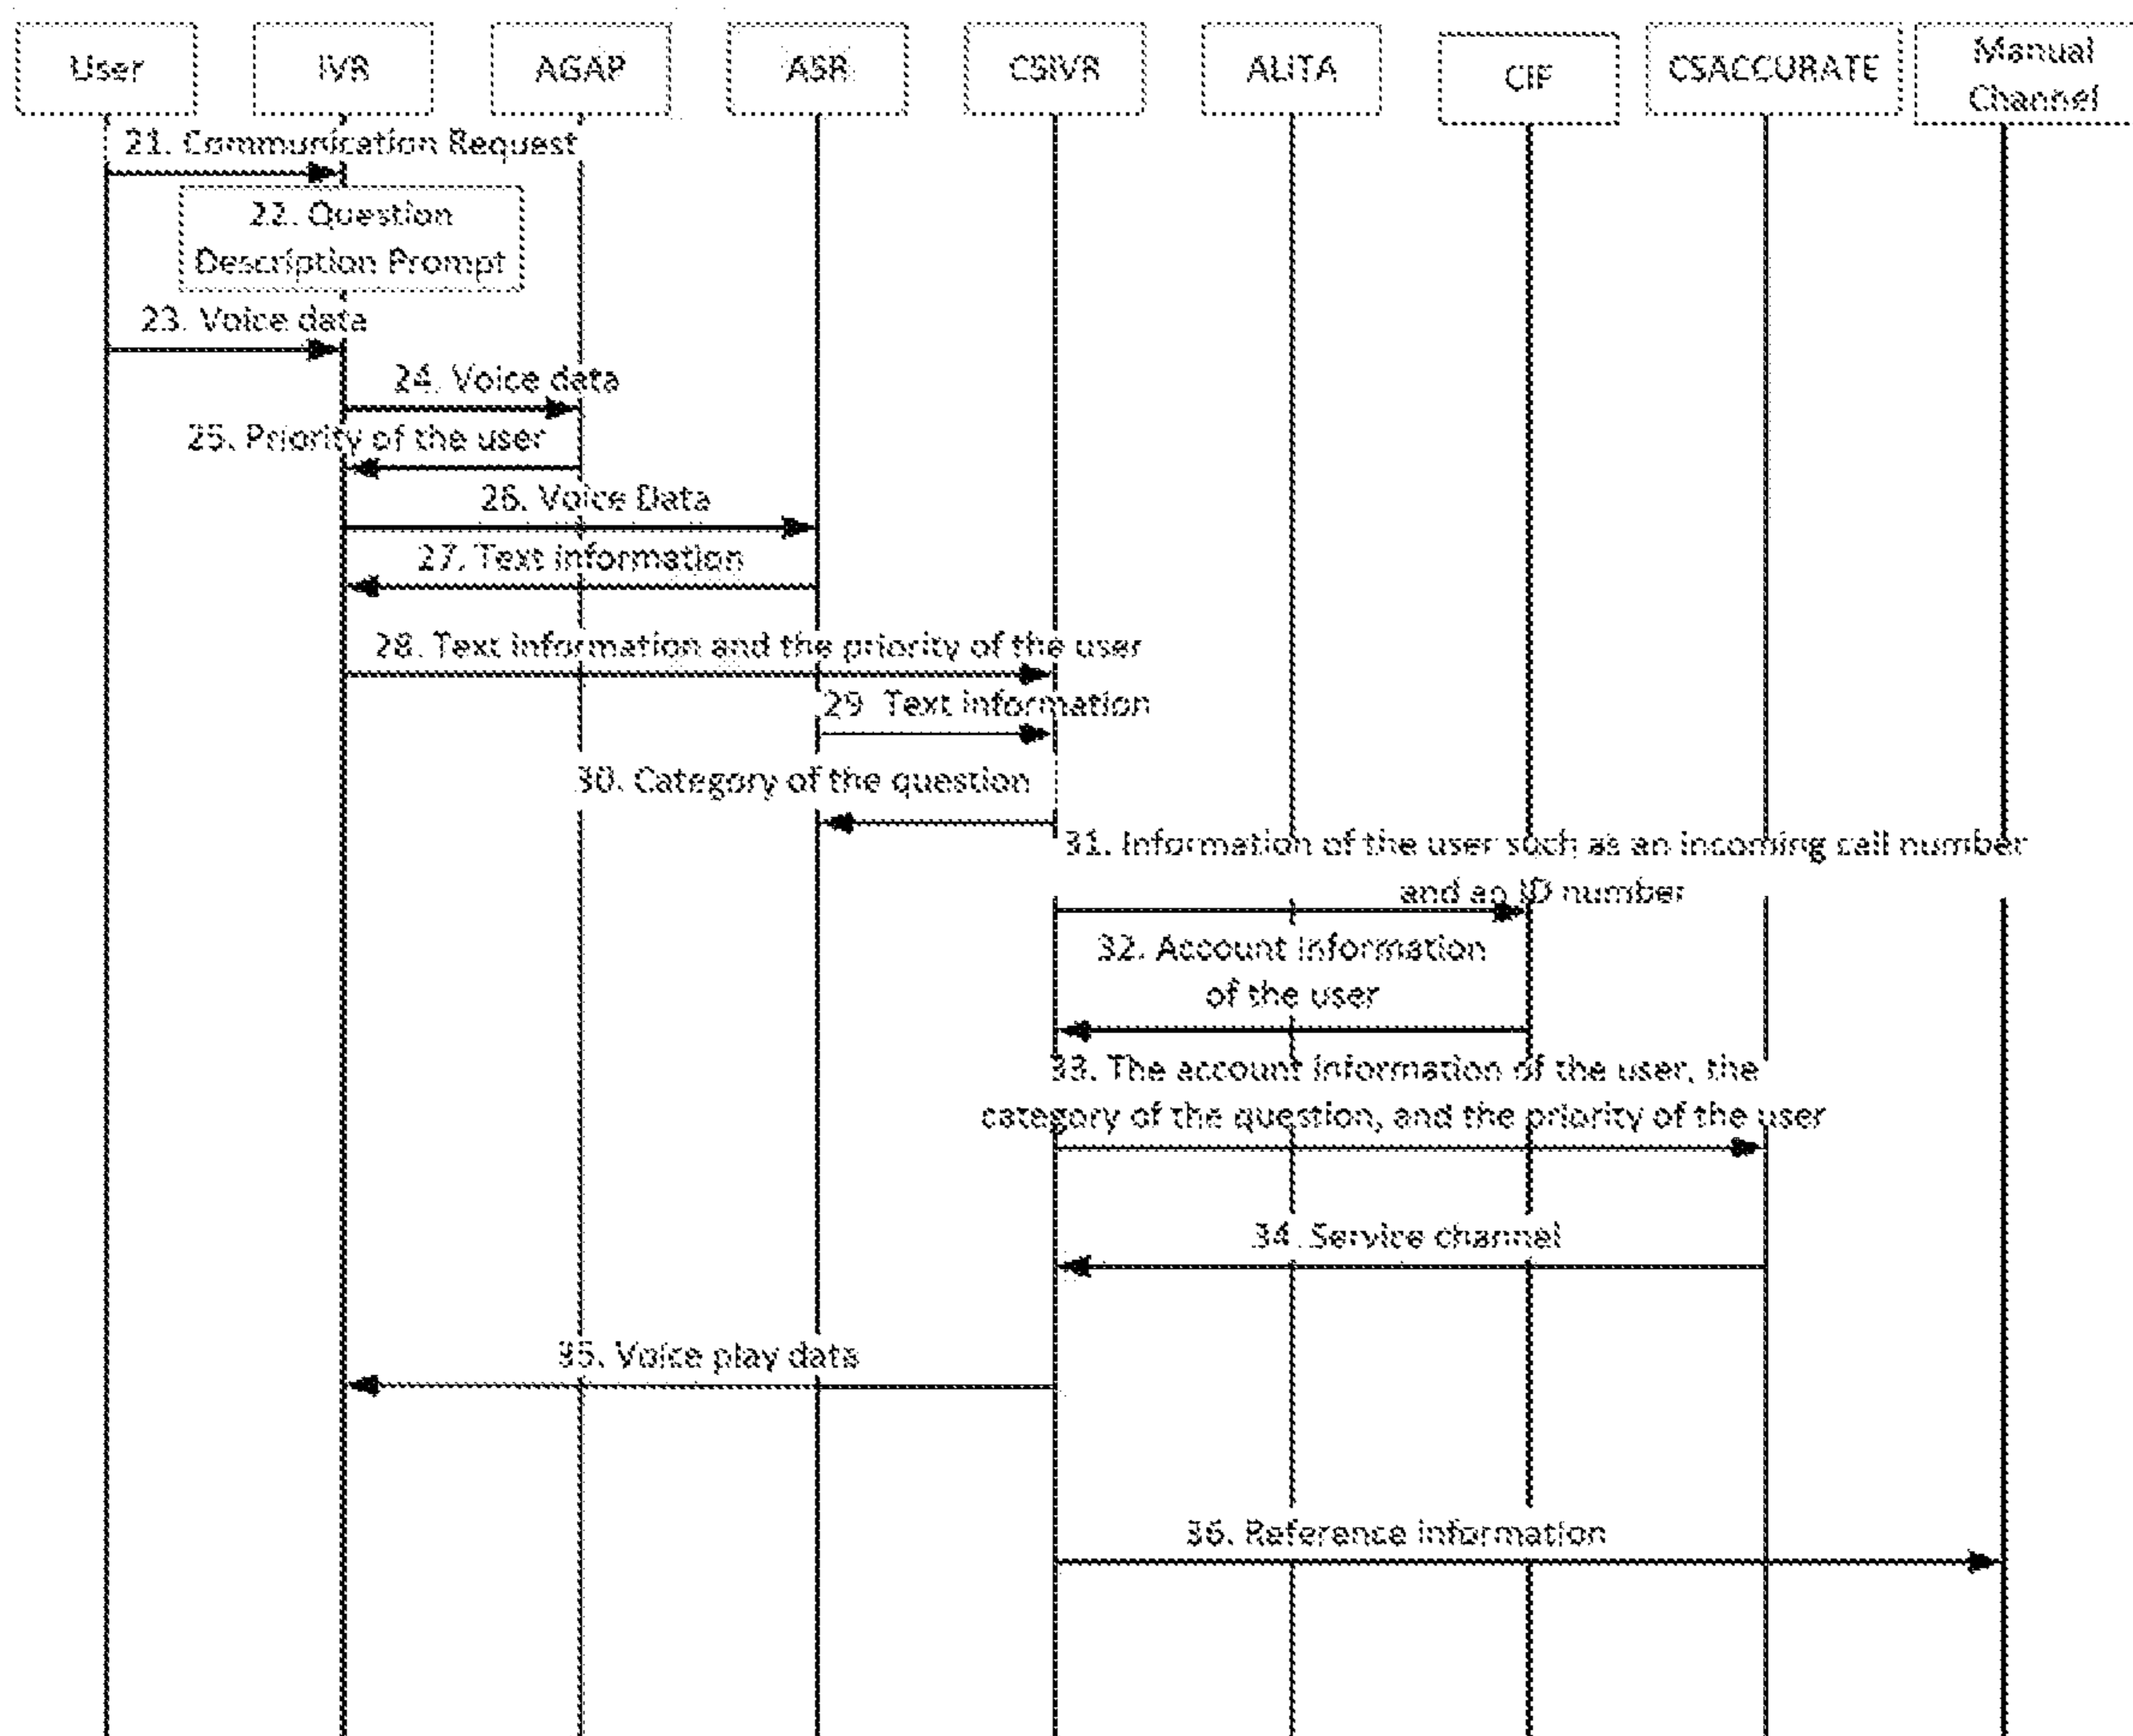 User
IVR
AGAP
ASR
CSIVR
ALITA
CIF
CSACCURATE
Manual
Channel
21. Communication Request
22. Question
Description Prompt
23. Voice data
24. Voice data
25. Priority of the user
26. Voice Data
27. Text information
28. Text information and the priority of the user
29 Text information
30. Category of the question
31. Information of the user such as an incoming call number
and an ID number
32. Account information
of the user
33. The account information of the user, the
category of the question, and the priority of the user
34. Service channel
35. Voice play data
36. Reference information